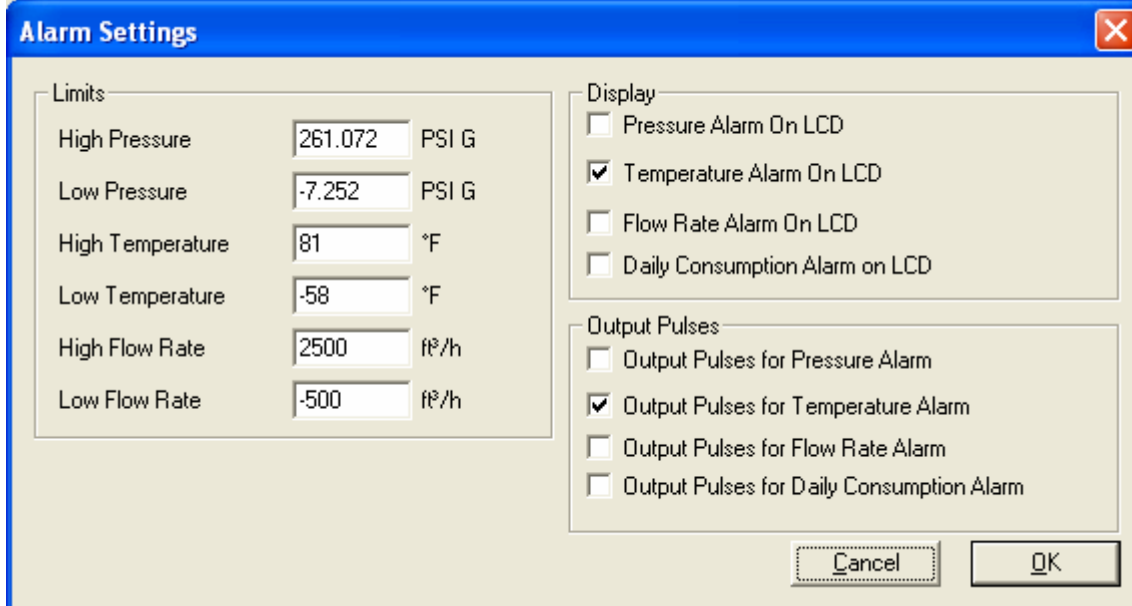 Alarm Settings
Limits
High Pressure 261.072 PSI G
Low Pressure -7.252 PSI G
High Temperature 81 °F
Low Temperature -58 °F
High Flow Rate 2500 ft³/h
Low Flow Rate -500 ft³/h
Display
Pressure Alarm On LCD
Temperature Alarm On LCD
Flow Rate Alarm On LCD
Daily Consumption Alarm on LCD
Output Pulses
Output Pulses for Pressure Alarm
Output Pulses for Temperature Alarm
Output Pulses for Flow Rate Alarm
Output Pulses for Daily Consumption Alarm
Cancel OK